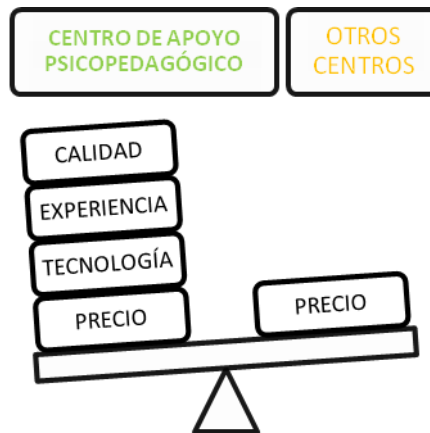 CENTRO DE APOYO
PSICOPEDAGÓGICO
OTROS
CENTROS
CALIDAD
EXPERIENCIA
TECNOLOGÍA
PRECIO
PRECIO